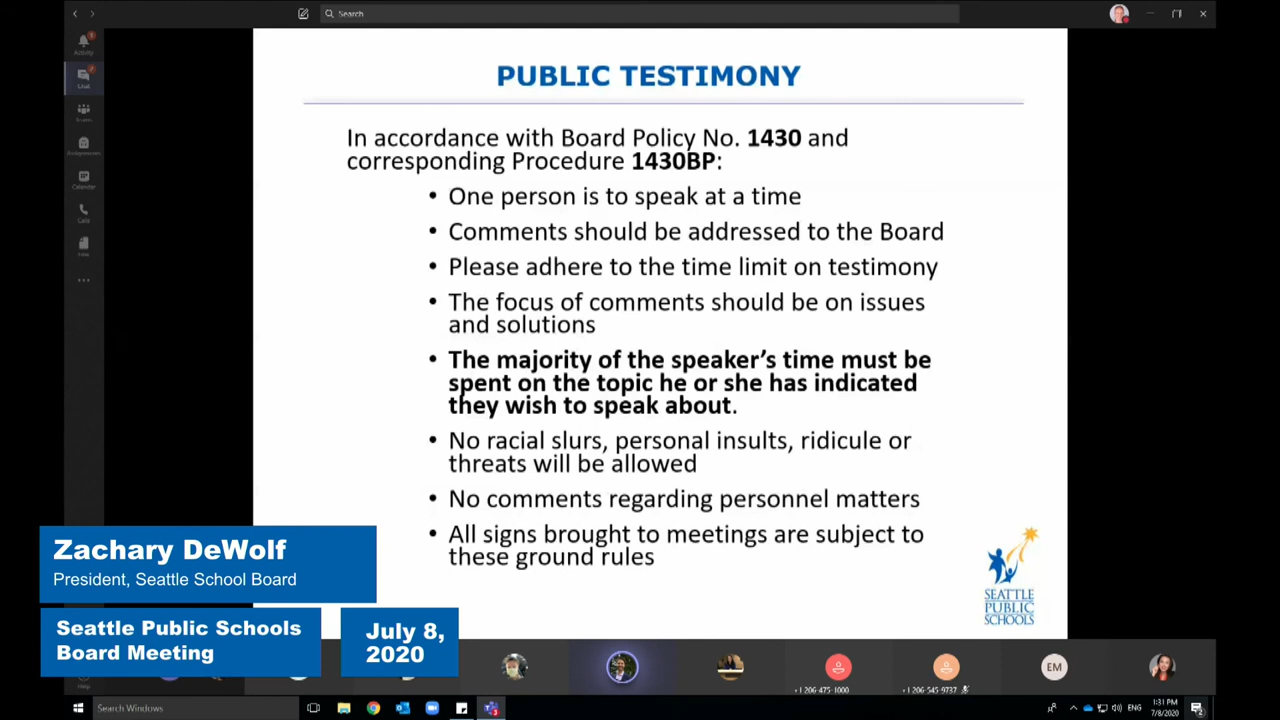 Search
Activity
Chat
Calendar
PUBLIC TESTIMONY
In accordance with Board Policy No. 1430 and
corresponding Procedure 1430BP:
• One person is to speak at a time
• Comments should be addressed to the Board
• Please adhere to the time limit on testimony
• The focus of comments should be on issues
and solutions
• The majority of the speaker's time must be
spent on the topic he or she has indicated
they wish to speak about.
• No racial slurs, personal insults, ridicule or
threats will be allowed
• No comments regarding personnel matters
• All signs brought to meetings are subject to
these ground rules
SEATTLE
PUBLIC
SCHOOLS
Zachary DeWolf
President, Seattle School Board
Seattle Public Schools
Board Meeting
July 8,
2020
EM
+1 206-475-1000
+1 206-545-9737
Help
Search Windows
ENG
1:31 PM
7/8/2020